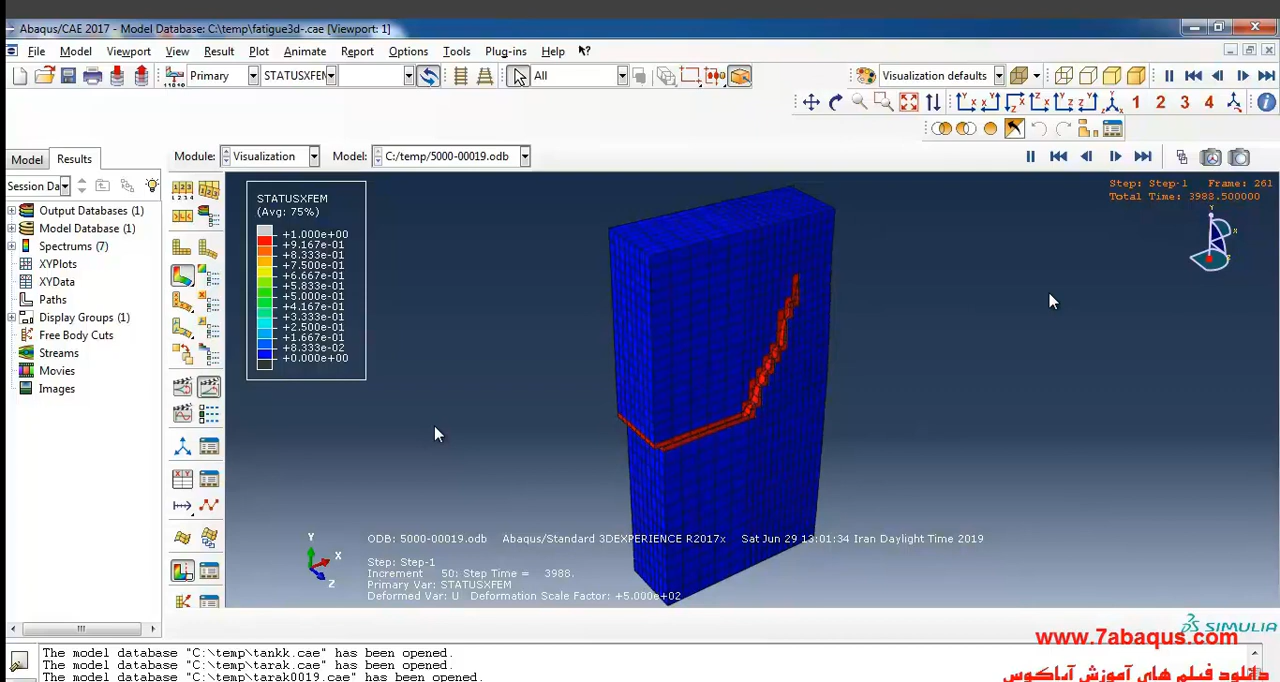 Abaqus/CAE 2017 - Model Database: C:\temp\fatigue3d-.cae [Viewport: 1]
File Model Viewport View Result Plot Animate Report Options Tools Plug-ins Help
Primary STATUSXFEM All Visualization defaults
1 2 3 4
Model Results Module: Visualization Model: C:/temp/5000-00019.odb
Session Da
Output Databases (1)
Model Database (1)
Spectrums (7)
XYPlots
XYData
Paths
Display Groups (1)
Free Body Cuts
Streams
Movies
Images
STATUSXFEM
(Avg: 75%)
+1.000e+00
+9.167e-01
+8.333e-01
+7.500e-01
+6.667e-01
+5.833e-01
+5.000e-01
+4.167e-01
+3.333e-01
+2.500e-01
+1.667e-01
+8.333e-02
+0.000e+00
Step: Step-1 Frame: 261
Total Time: 3988.500000
Y
X
Y
X
Z
ODB: 5000-00019.odb Abaqus/Standard 3DEXPERIENCE R2017x Sat Jun 29 13:01:34 Iran Daylight Time 2019
Step: Step-1
Increment 50: Step Time = 3988.
Primary Var: STATUSXFEM
Deformed Var: U Deformation Scale Factor: +5.000e+02
SIMULIA
www.7abaqus.com
دانلود فیلم های آموزش آباکوس
The model database "C:\temp\tankk.cae" has been opened.
The model database "C:\temp\tarak.cae" has been opened.
The model database "C:\temp\tarak0019.cae" has been opened.